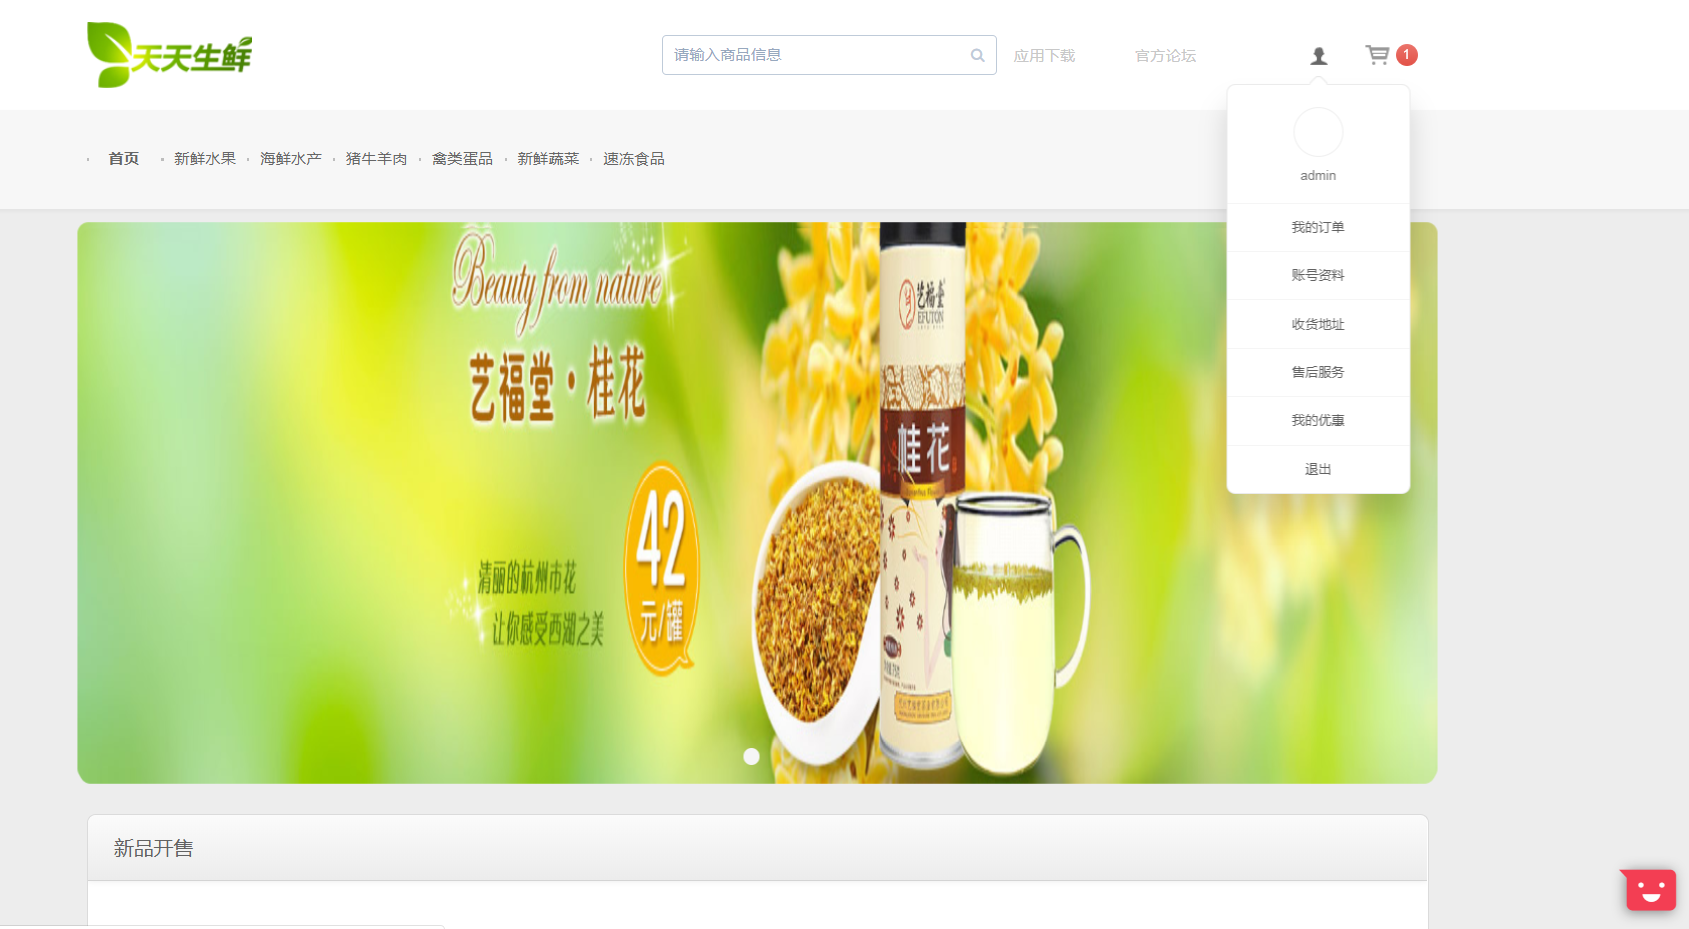 天天生鲜
请输入商品信息
应用下载
官方论坛
1
首页
新鲜水果
海鲜水产
猪牛羊肉
禽类蛋品
新鲜蔬菜
速冻食品
admin
我的订单
账号资料
收货地址
售后服务
我的优惠
退出
Beauty from nature
艺福堂·桂花
42
元/罐
清丽的杭州市花
让你感受西湖之美
艺福堂
EFUTON
桂花
新品开售